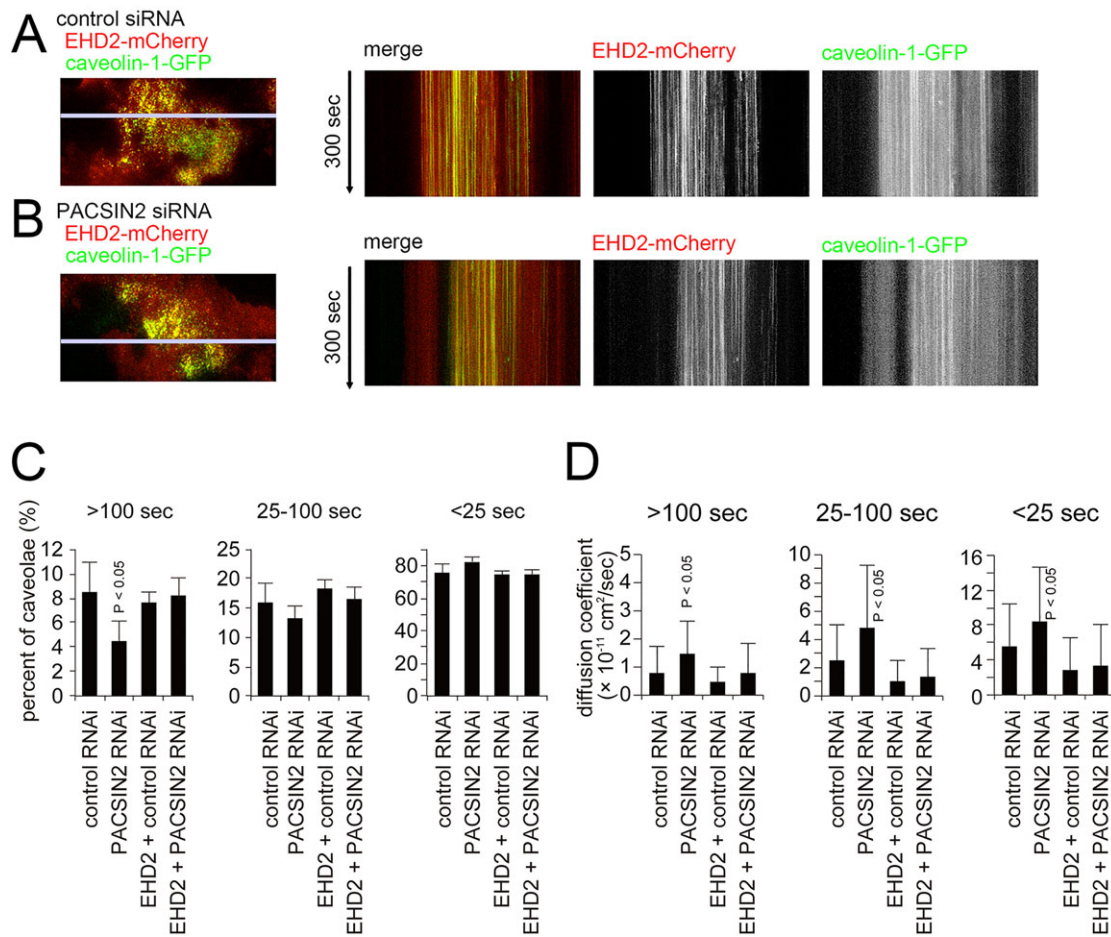 A
control siRNA
EHD2-mCherry
caveolin-1-GFP
merge
EHD2-mCherry
caveolin-1-GFP
300 sec
B
PACSIN2 siRNA
EHD2-mCherry
caveolin-1-GFP
merge
EHD2-mCherry
caveolin-1-GFP
300 sec
C
percent of caveolae (%)
>100 sec
12
10
8
6
4
2
0
P < 0.05
control RNAi
PACSIN2 RNAi
EHD2 + control RNAi
EHD2 + PACSIN2 RNAi
25-100 sec
25
20
15
10
5
0
control RNAi
PACSIN2 RNAi
EHD2 + control RNAi
EHD2 + PACSIN2 RNAi
<25 sec
80
60
40
20
0
control RNAi
PACSIN2 RNAi
EHD2 + control RNAi
EHD2 + PACSIN2 RNAi
D
diffusion coefficient
(× 10⁻¹¹ cm²/sec)
>100 sec
5
4
3
2
1
0
P < 0.05
control RNAi
PACSIN2 RNAi
EHD2 + control RNAi
EHD2 + PACSIN2 RNAi
25-100 sec
10
8
6
4
2
0
P < 0.05
control RNAi
PACSIN2 RNAi
EHD2 + control RNAi
EHD2 + PACSIN2 RNAi
<25 sec
16
12
8
4
0
P < 0.05
control RNAi
PACSIN2 RNAi
EHD2 + control RNAi
EHD2 + PACSIN2 RNAi